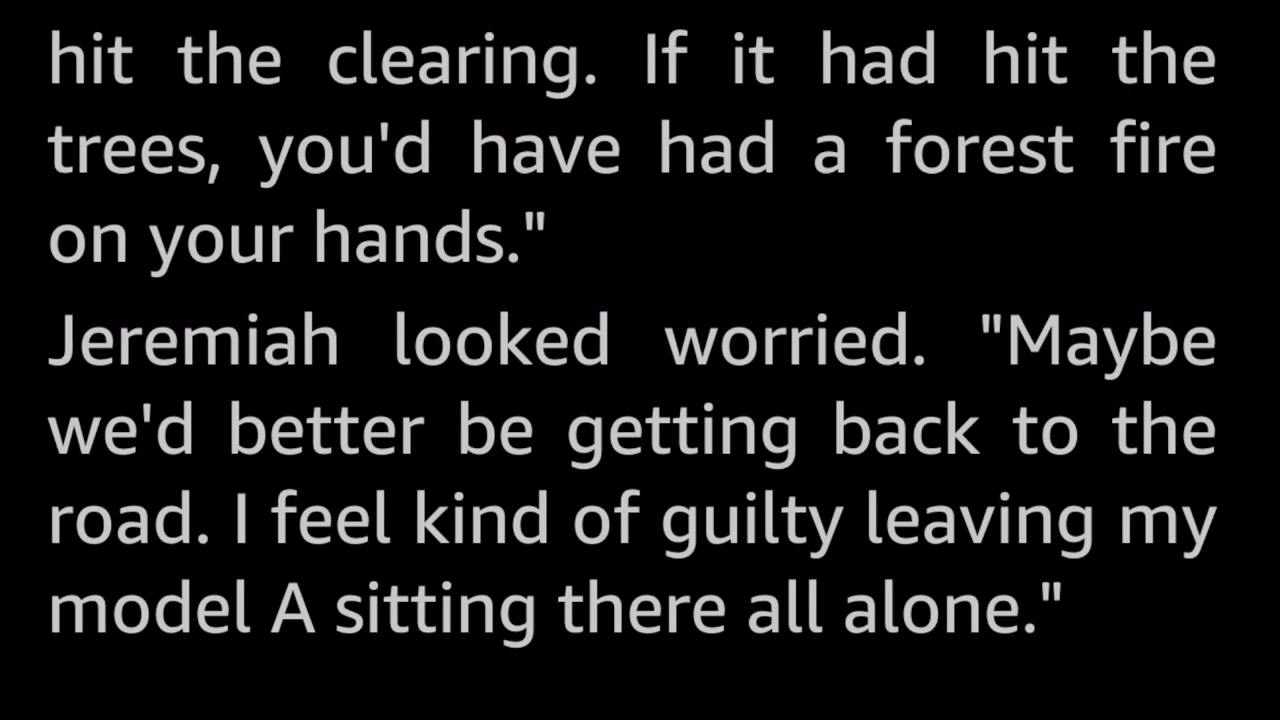 hit the clearing. If it had hit the
trees, you'd have had a forest fire
on your hands."
Jeremiah looked worried. "Maybe
we'd better be getting back to the
road. I feel kind of guilty leaving my
model A sitting there all alone."